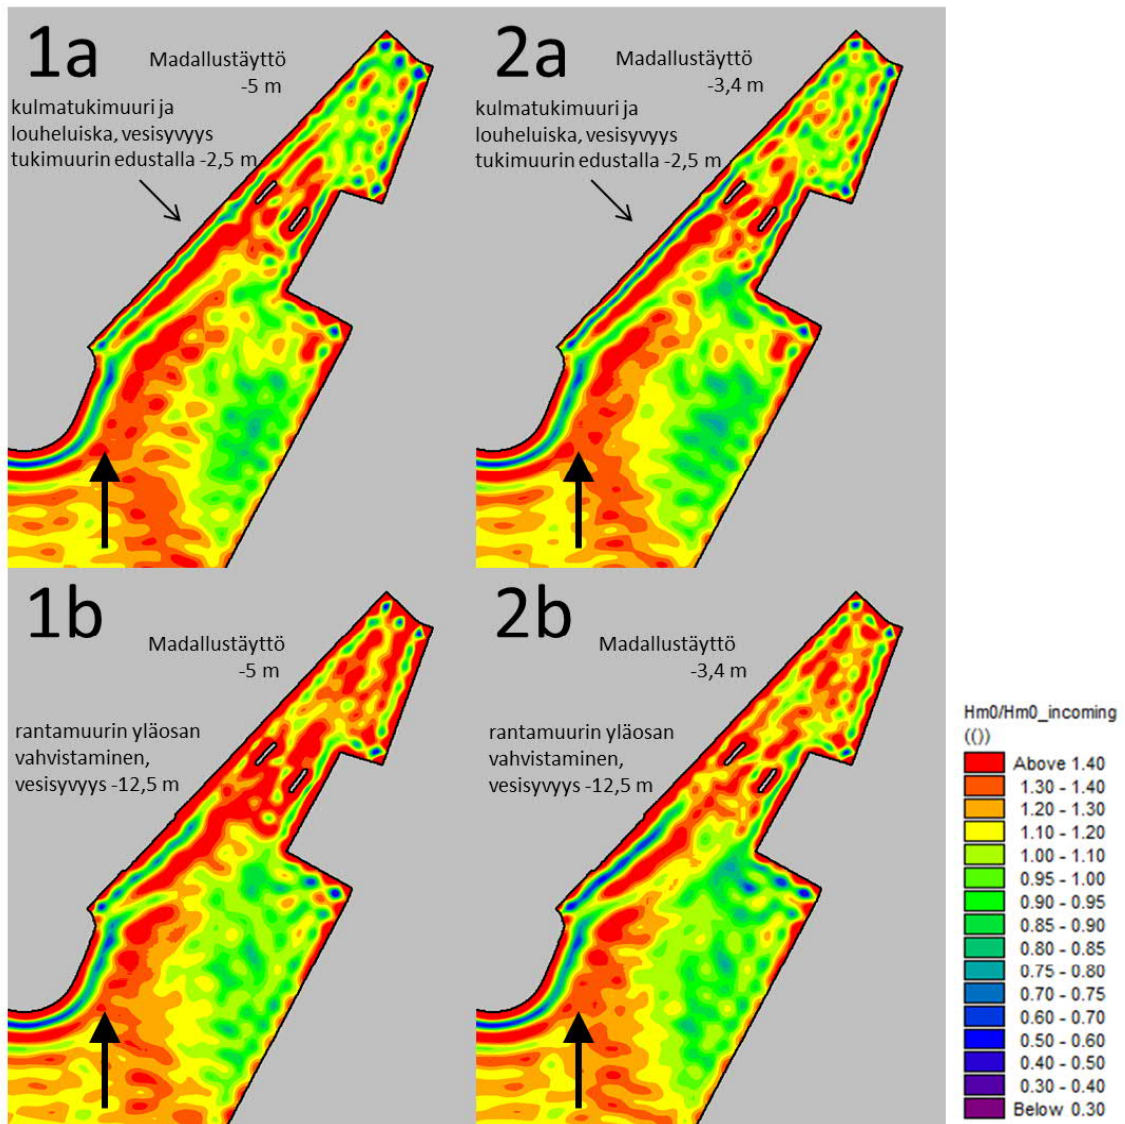 1a
Madallustäyttö
-5 m
kulmatukimuuri ja
louheluiska, vesisyvyys
tukimuurin edustalla -2,5 m
2a
Madallustäyttö
-3,4 m
kulmatukimuuri ja
louheluiska, vesisyvyys
tukimuurin edustalla -2,5 m
1b
Madallustäyttö
-5 m
rantamuurin yläosan
vahvistaminen,
vesisyvyys -12,5 m
2b
Madallustäyttö
-3,4 m
rantamuurin yläosan
vahvistaminen,
vesisyvyys -12,5 m
Hm0/Hm0_incoming
(())
Above 1.40
1.30 - 1.40
1.20 - 1.30
1.10 - 1.20
1.00 - 1.10
0.95 - 1.00
0.90 - 0.95
0.85 - 0.90
0.80 - 0.85
0.75 - 0.80
0.70 - 0.75
0.60 - 0.70
0.50 - 0.60
0.40 - 0.50
0.30 - 0.40
Below 0.30